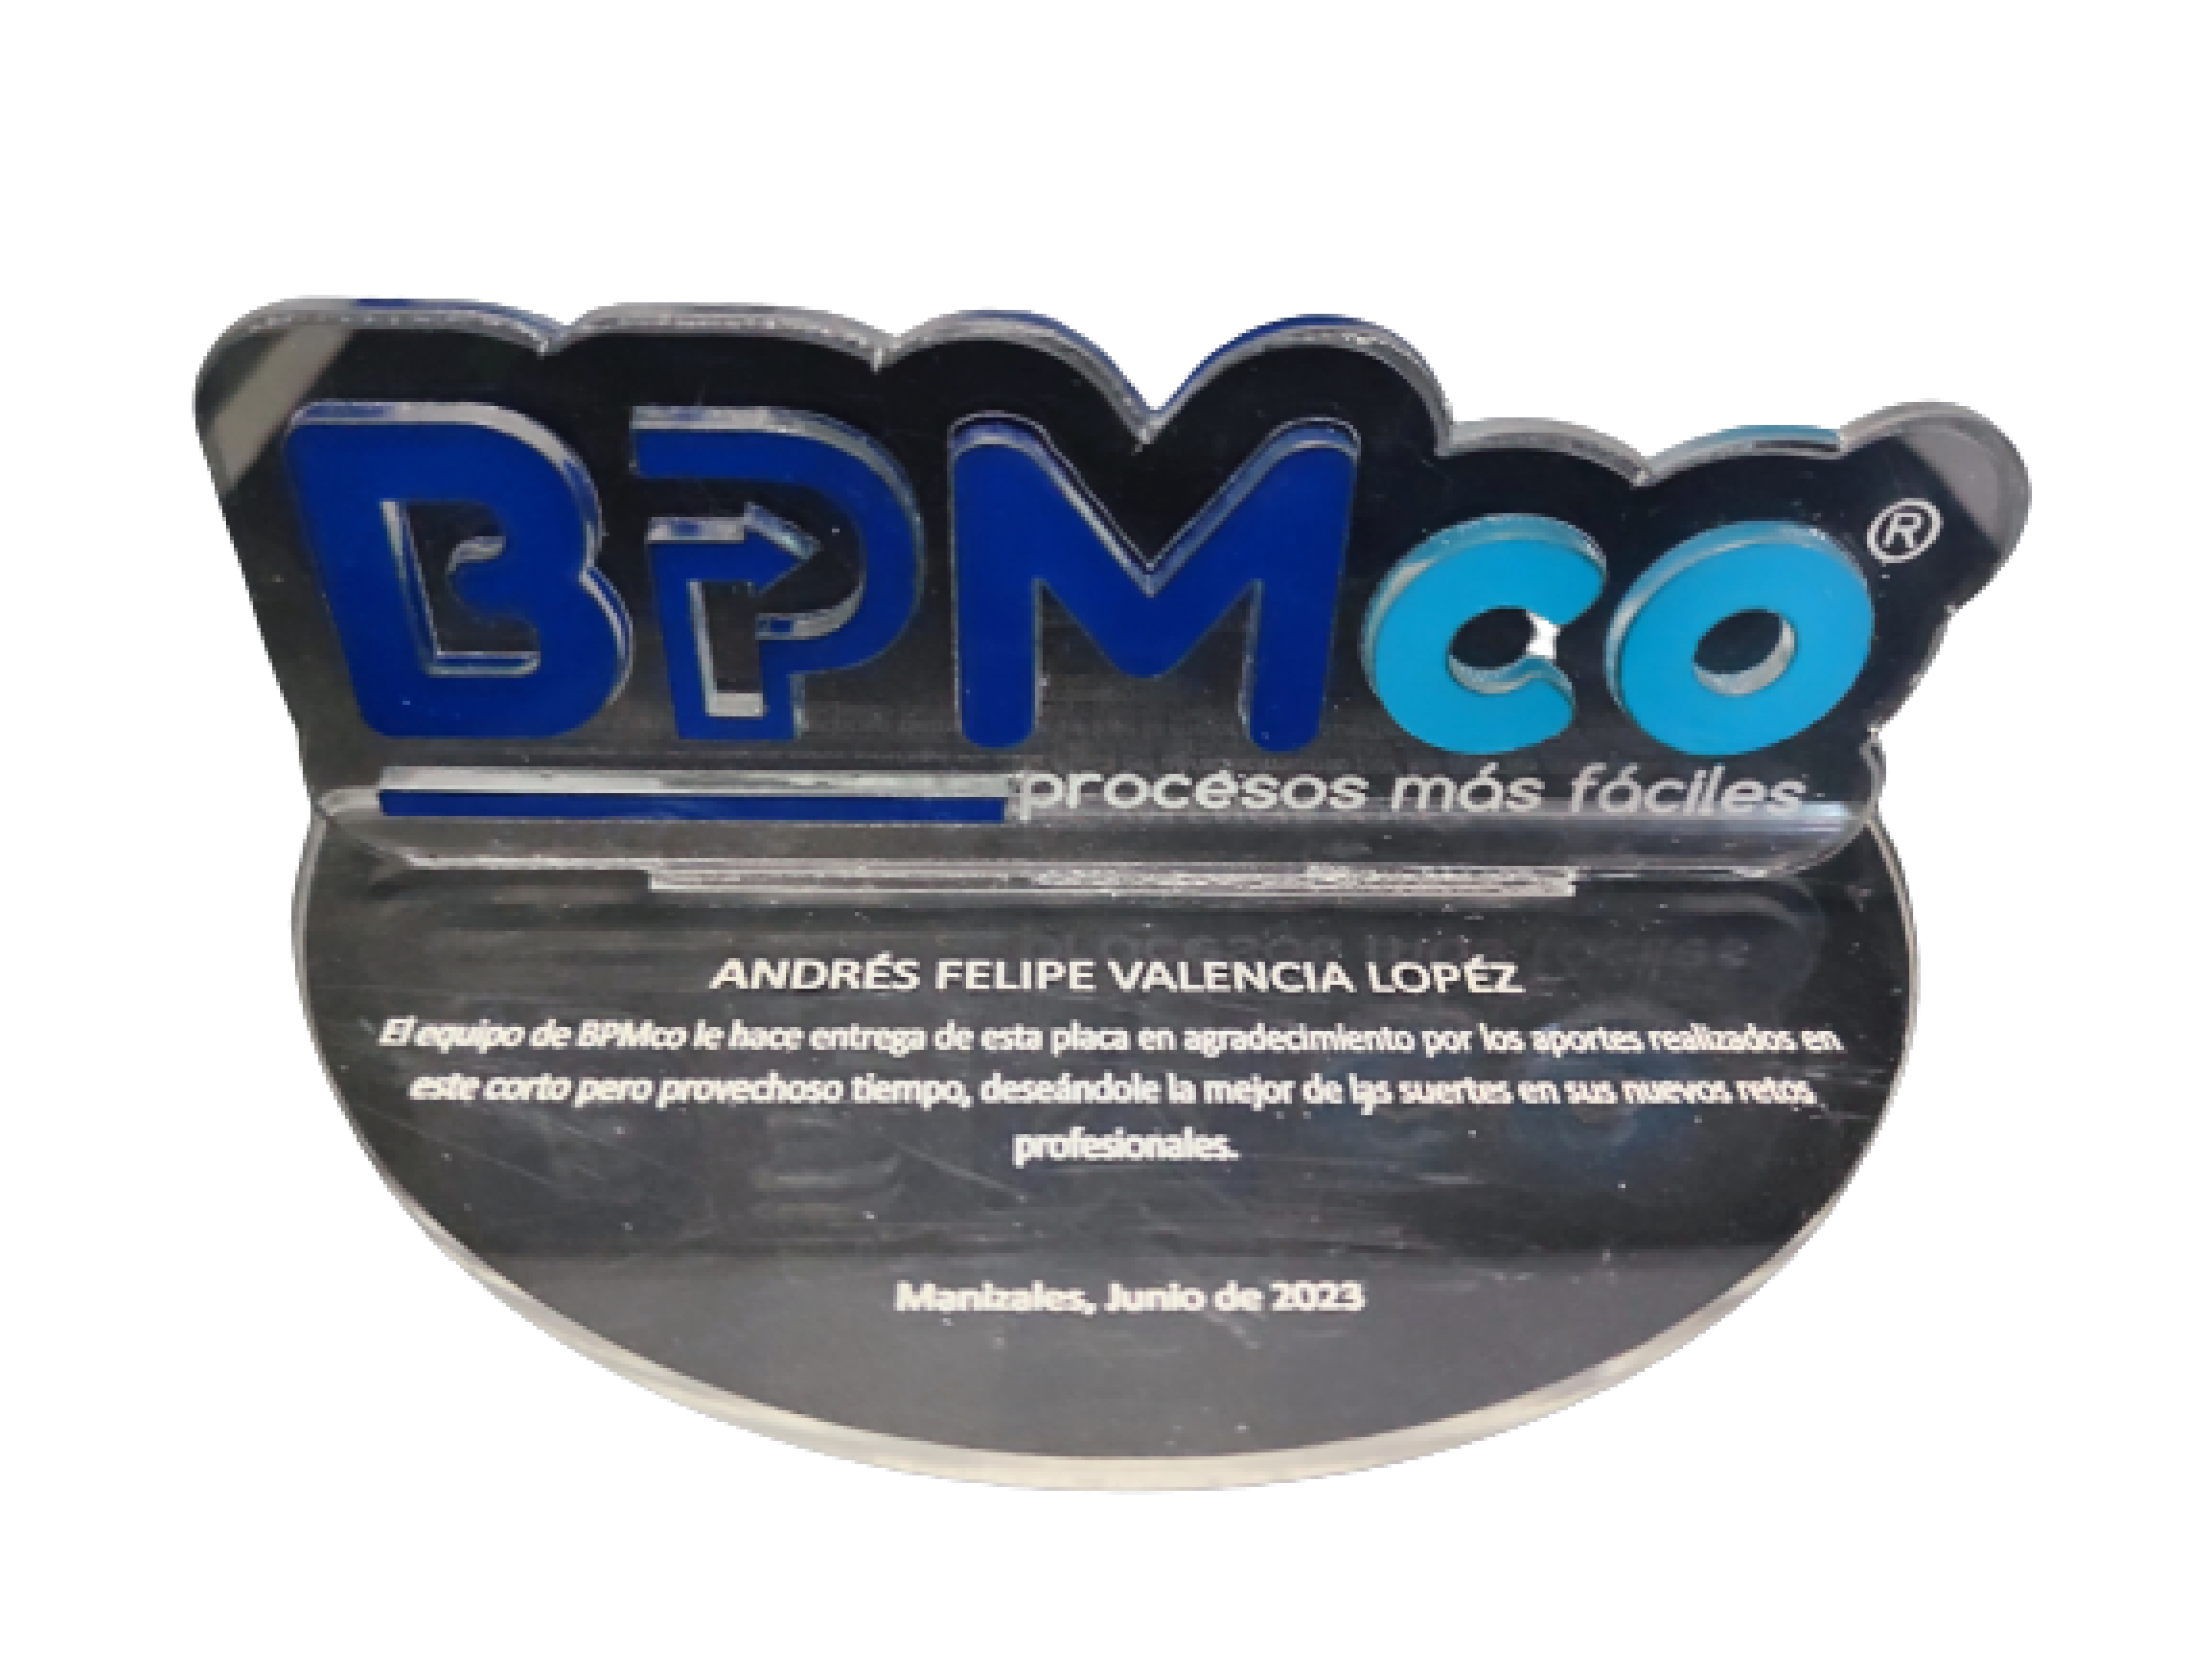 BPMco®
procesos más fáciles
ANDRÉS FELIPE VALENCIA LOPÉZ
El equipo de BPMco le hace entrega de esta placa en agradecimiento por los aportes realizados en
este corto pero provechoso tiempo, deseándole la mejor de las suertes en sus nuevos retos
profesionales.
Manizales, Junio de 2023